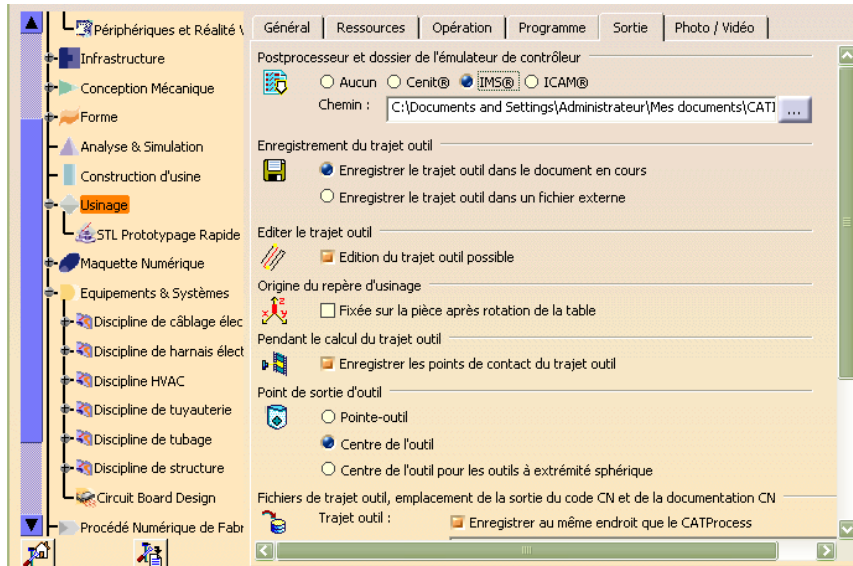 Périphériques et Réalité
Infrastructure
Conception Mécanique
Forme
Analyse & Simulation
Construction d'usine
Usinage
STL Prototypage Rapide
Maquette Numérique
Equipements & Systèmes
Discipline de câblage élec
Discipline de harnais élect
Discipline HVAC
Discipline de tuyauterie
Discipline de tubage
Discipline de structure
Circuit Board Design
Procédé Numérique de Fabr
Général Ressources Opération Programme Sortie Photo / Vidéo
Postprocesseur et dossier de l'émulateur de contrôleur
Aucun Cenit® IMS® ICAM®
Chemin : C:\Documents and Settings\Administrateur\Mes documents\CATI ...
Enregistrement du trajet outil
Enregistrer le trajet outil dans le document en cours
Enregistrer le trajet outil dans un fichier externe
Editer le trajet outil
Edition du trajet outil possible
Origine du repère d'usinage
Fixée sur la pièce après rotation de la table
Pendant le calcul du trajet outil
Enregistrer les points de contact du trajet outil
Point de sortie d'outil
Pointe-outil
Centre de l'outil
Centre de l'outil pour les outils à extrémité sphérique
Fichiers de trajet outil, emplacement de la sortie du code CN et de la documentation CN
Trajet outil : Enregistrer au même endroit que le CATProcess